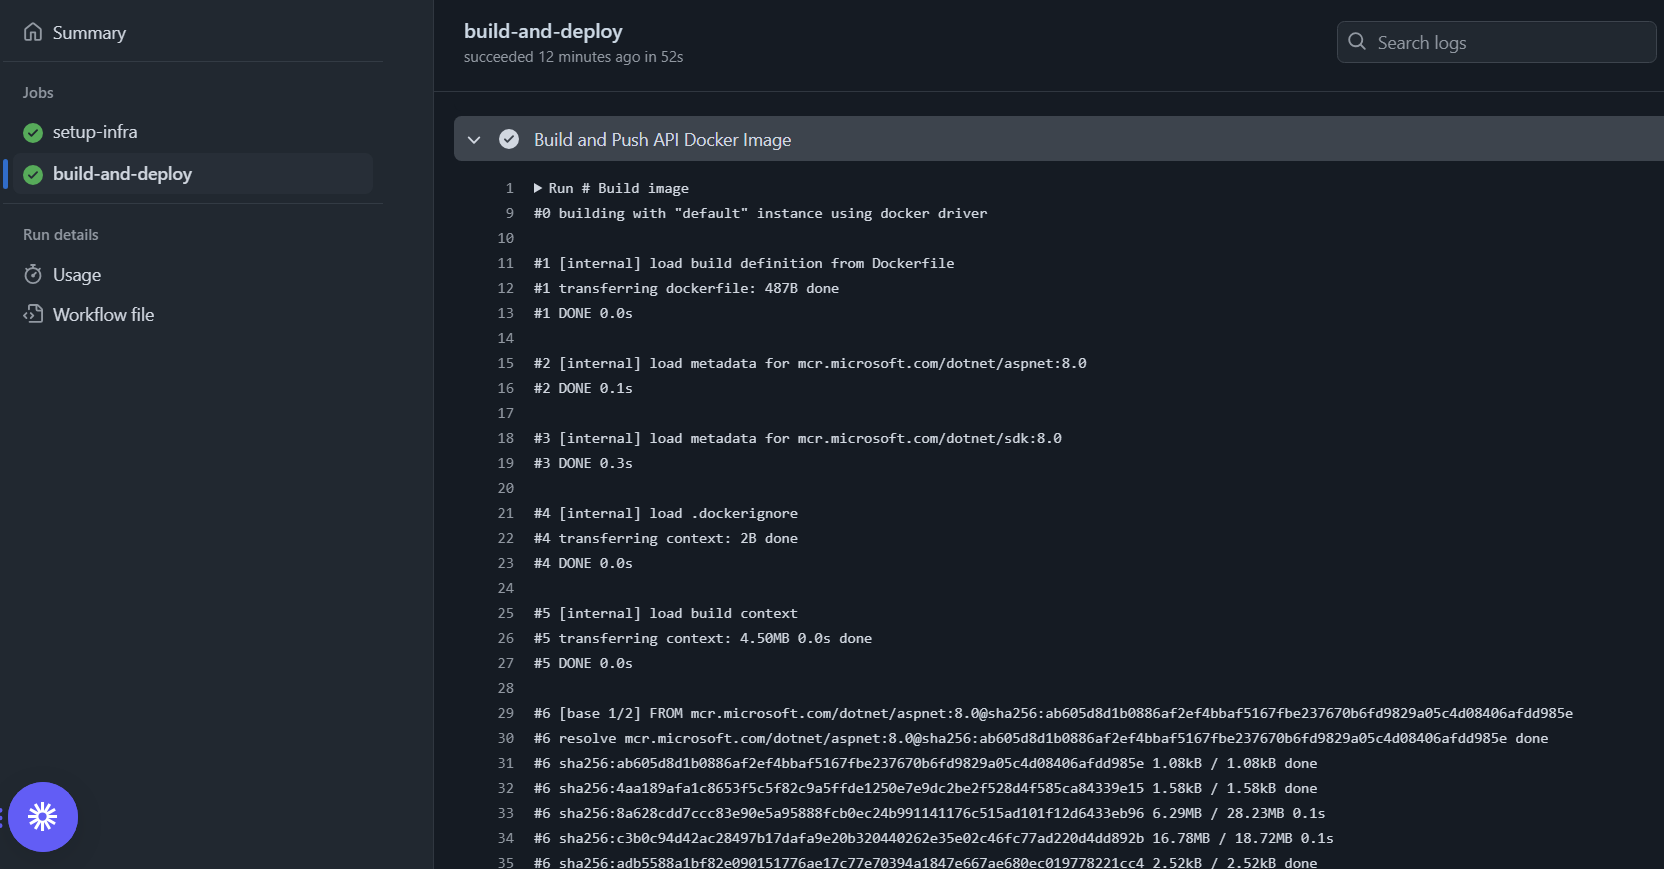 Summary
Jobs
setup-infra
build-and-deploy
Run details
Usage
Workflow file
build-and-deploy
succeeded 12 minutes ago in 52s
Search logs
Build and Push API Docker Image
1 Run # Build image
9 #0 building with "default" instance using docker driver
10
11 #1 [internal] load build definition from Dockerfile
12 #1 transferring dockerfile: 487B done
13 #1 DONE 0.0s
14
15 #2 [internal] load metadata for mcr.microsoft.com/dotnet/aspnet:8.0
16 #2 DONE 0.1s
17
18 #3 [internal] load metadata for mcr.microsoft.com/dotnet/sdk:8.0
19 #3 DONE 0.3s
20
21 #4 [internal] load .dockerignore
22 #4 transferring context: 2B done
23 #4 DONE 0.0s
24
25 #5 [internal] load build context
26 #5 transferring context: 4.50MB 0.0s done
27 #5 DONE 0.0s
28
29 #6 [base 1/2] FROM mcr.microsoft.com/dotnet/aspnet:8.0@sha256:ab605d8d1b0886af2ef4bbaf5167fbe237670b6fd9829a05c4d08406afdd985e
30 #6 resolve mcr.microsoft.com/dotnet/aspnet:8.0@sha256:ab605d8d1b0886af2ef4bbaf5167fbe237670b6fd9829a05c4d08406afdd985e done
31 #6 sha256:ab605d8d1b0886af2ef4bbaf5167fbe237670b6fd9829a05c4d08406afdd985e 1.08kB / 1.08kB done
32 #6 sha256:4aa189afa1c8653f5c5f82c9a5ffde1250e7e9dc2be2f528d4f585ca84339e15 1.58kB / 1.58kB done
33 #6 sha256:8a628cdd7ccc83e90e5a95888fcb0ec24b991141176c515ad101f12d6433eb96 6.29MB / 28.23MB 0.1s
34 #6 sha256:c3b0c94d42ac28497b17dafa9e20b320440262e35e02c46fc77ad220d4dd892b 16.78MB / 18.72MB 0.1s
35 #6 sha256:adb5588a1bf82e090151776ae17c77e70394a1847e667ae680ec019778221cc4 2.52kB / 2.52kB done